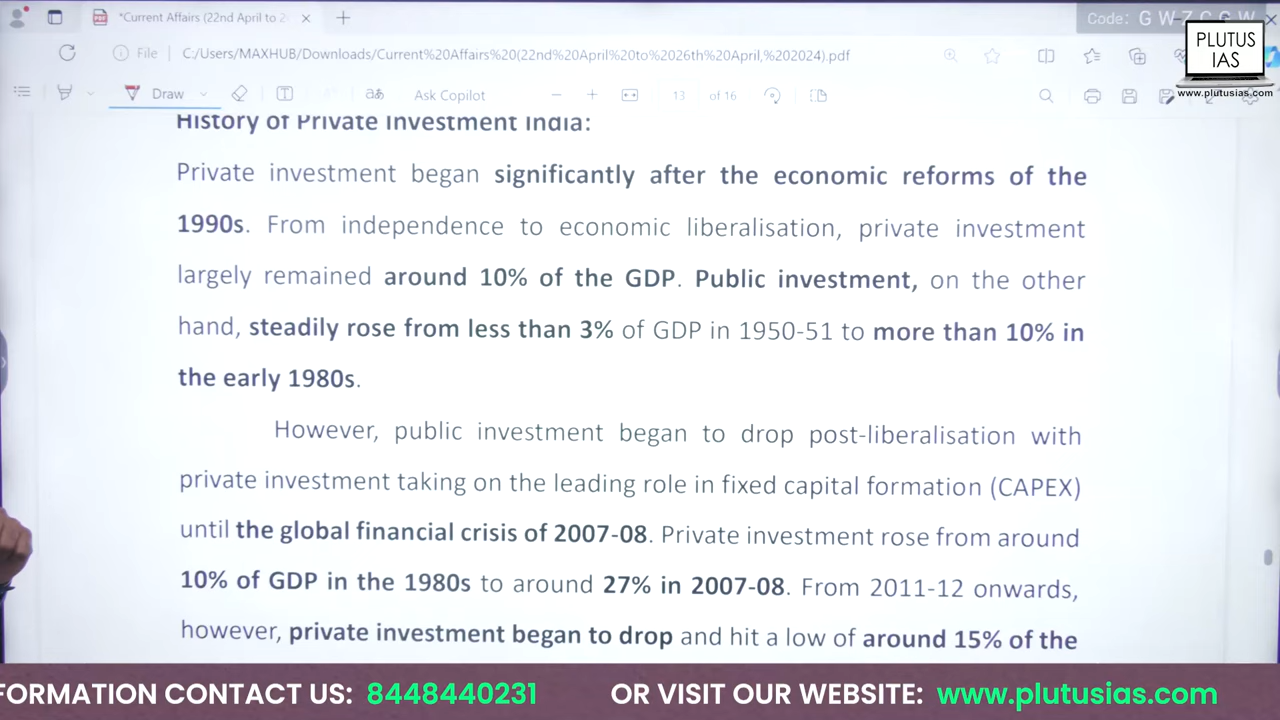 *Current Affairs (22nd April to 2
Code: G W-Z C G W
File
C:/Users/MAXHUB/Downloads/Current%20Affairs%20(22nd%20April%20to%2026th%20April,%202024).pdf
PLUTUS
IAS
www.plutusias.com
Draw
Ask Copilot
13 of 16
History of Private Investment India:
Private investment began significantly after the economic reforms of the
1990s. From independence to economic liberalisation, private investment
largely remained around 10% of the GDP. Public investment, on the other
hand, steadily rose from less than 3% of GDP in 1950-51 to more than 10% in
the early 1980s.
However, public investment began to drop post-liberalisation with
private investment taking on the leading role in fixed capital formation (CAPEX)
until the global financial crisis of 2007-08. Private investment rose from around
10% of GDP in the 1980s to around 27% in 2007-08. From 2011-12 onwards,
however, private investment began to drop and hit a low of around 15% of the
FORMATION CONTACT US: 8448440231 OR VISIT OUR WEBSITE: www.plutusias.com